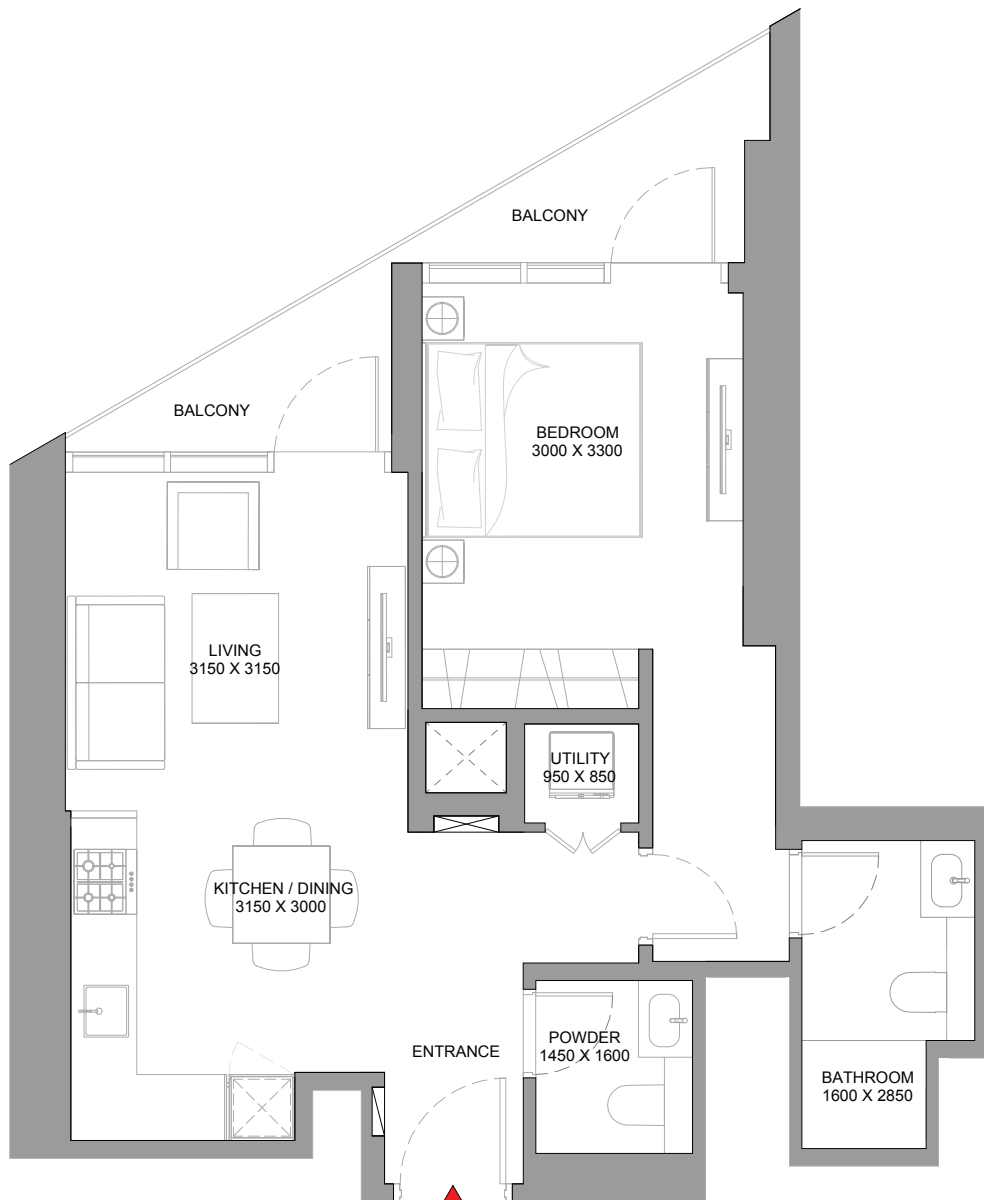 BALCONY
BALCONY
BEDROOM
3000 X 3300
LIVING
3150 X 3150
UTILITY
950 X 850
KITCHEN / DINING
3150 X 3000
ENTRANCE
POWDER
1450 X 1600
BATHROOM
1600 X 2850